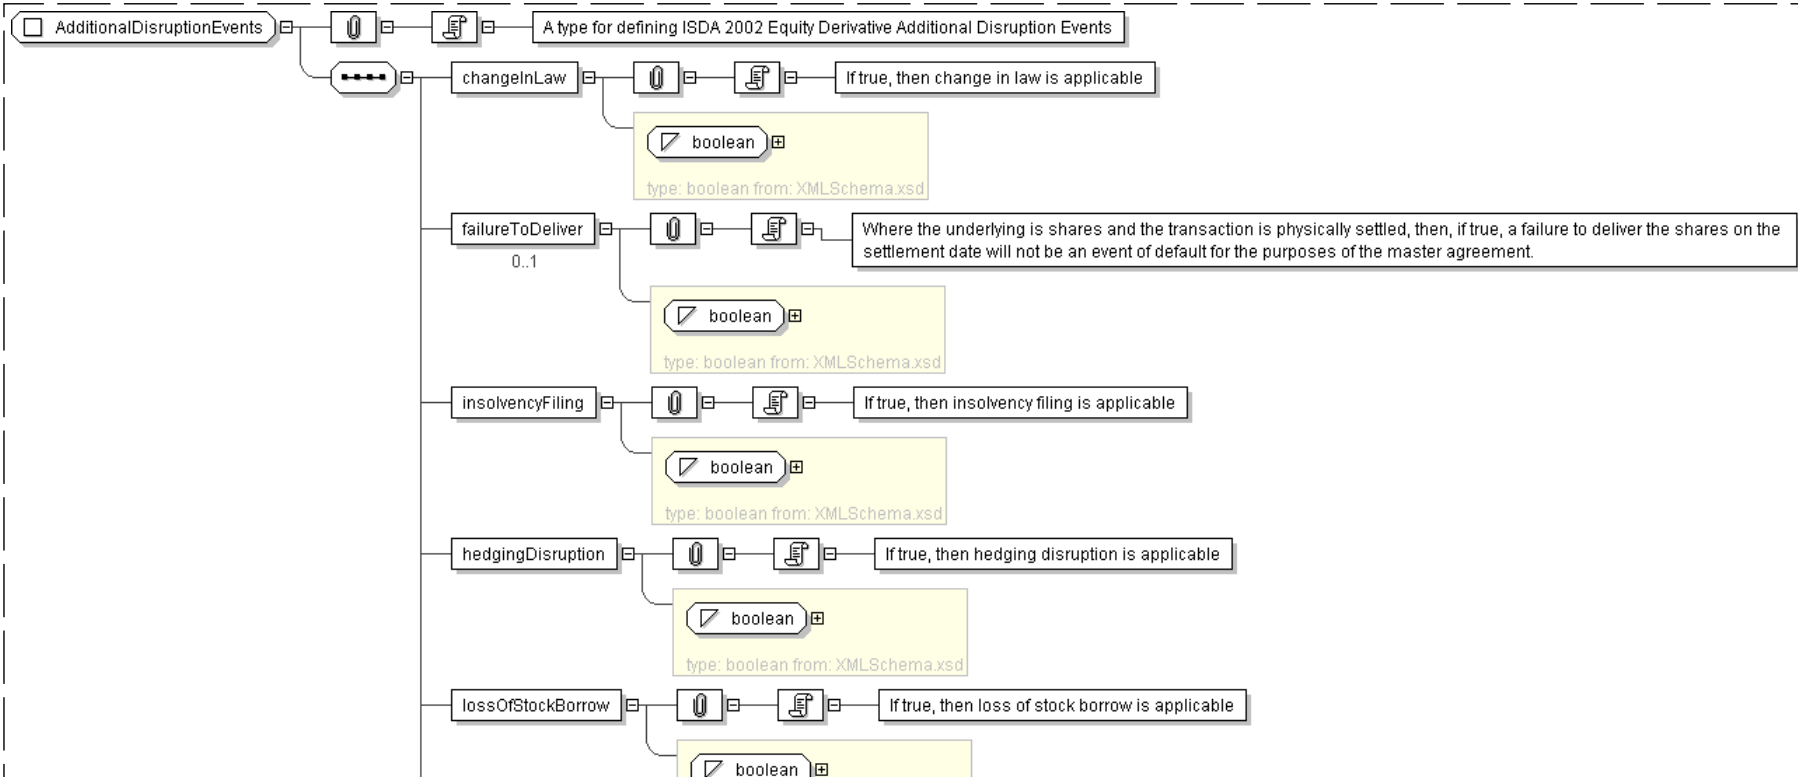 AdditionalDisruptionEvents
A type for defining ISDA 2002 Equity Derivative Additional Disruption Events
changeInLaw
If true, then change in law is applicable
boolean
type: boolean from: XMLSchema.xsd
failureToDeliver
0..1
Where the underlying is shares and the transaction is physically settled, then, if true, a failure to deliver the shares on the
settlement date will not be an event of default for the purposes of the master agreement.
boolean
type: boolean from: XMLSchema.xsd
insolvencyFiling
If true, then insolvency filing is applicable
boolean
type: boolean from: XMLSchema.xsd
hedgingDisruption
If true, then hedging disruption is applicable
boolean
type: boolean from: XMLSchema.xsd
lossOfStockBorrow
If true, then loss of stock borrow is applicable
boolean